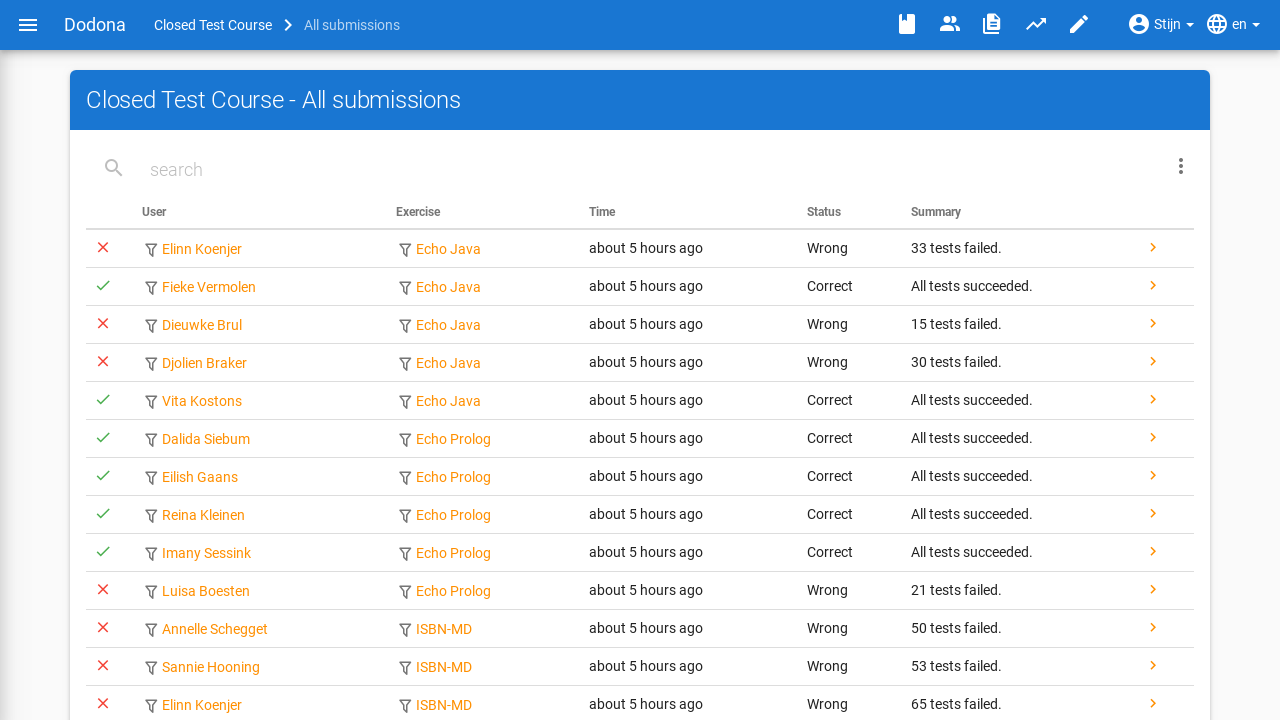 Dodona Closed Test Course All submissions Stijn en
Closed Test Course - All submissions
search
User Exercise Time Status Summary
Elinn Koenjer Echo Java about 5 hours ago Wrong 33 tests failed.
Fieke Vermolen Echo Java about 5 hours ago Correct All tests succeeded.
Dieuwke Brul Echo Java about 5 hours ago Wrong 15 tests failed.
Djolien Braker Echo Java about 5 hours ago Wrong 30 tests failed.
Vita Kostons Echo Java about 5 hours ago Correct All tests succeeded.
Dalida Siebum Echo Prolog about 5 hours ago Correct All tests succeeded.
Eilish Gaans Echo Prolog about 5 hours ago Correct All tests succeeded.
Reina Kleinen Echo Prolog about 5 hours ago Correct All tests succeeded.
Imany Sessink Echo Prolog about 5 hours ago Correct All tests succeeded.
Luisa Boesten Echo Prolog about 5 hours ago Wrong 21 tests failed.
Annelle Schegget ISBN-MD about 5 hours ago Wrong 50 tests failed.
Sannie Hooning ISBN-MD about 5 hours ago Wrong 53 tests failed.
Elinn Koenjer ISBN-MD about 5 hours ago Wrong 65 tests failed.